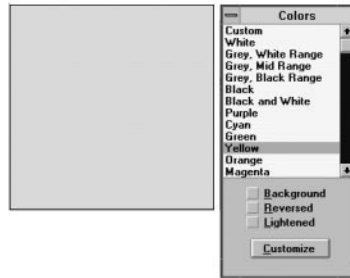 Colors
Custom
White
Grey, White Range
Grey, Mid Range
Grey, Black Range
Black
Black and White
Purple
Cyan
Green
Yellow
Orange
Magenta
Background
Reversed
Lightened
Customize